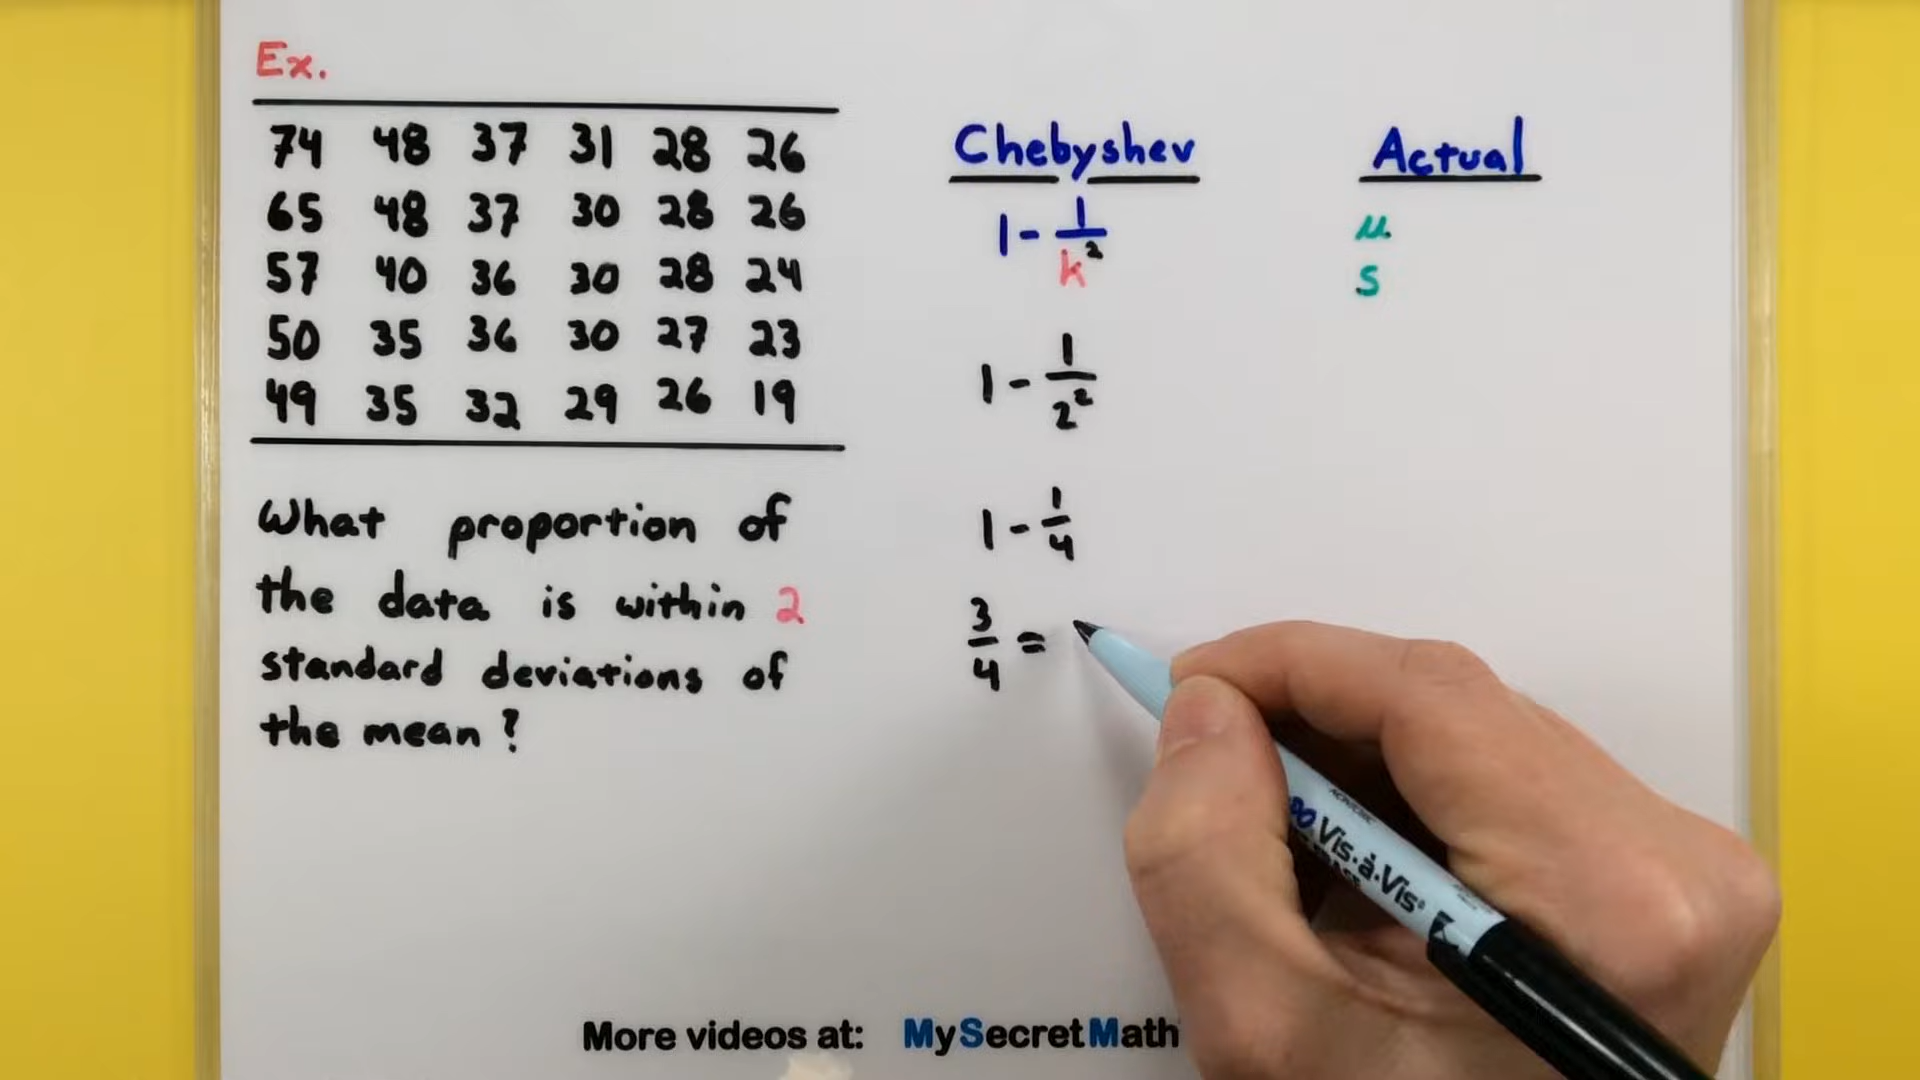 Ex.
74 48 37 31 28 26
65 48 37 30 28 26
57 40 36 30 28 24
50 35 36 30 27 23
49 35 32 29 26 19
What proportion of
the data is within 2
standard deviations of
the mean?
Chebyshev
1 - 1/k²
1 - 1/2²
1 - 1/4
3/4 =
Actual
μ
s
Vis·à·Vis
More videos at: MySecretMath